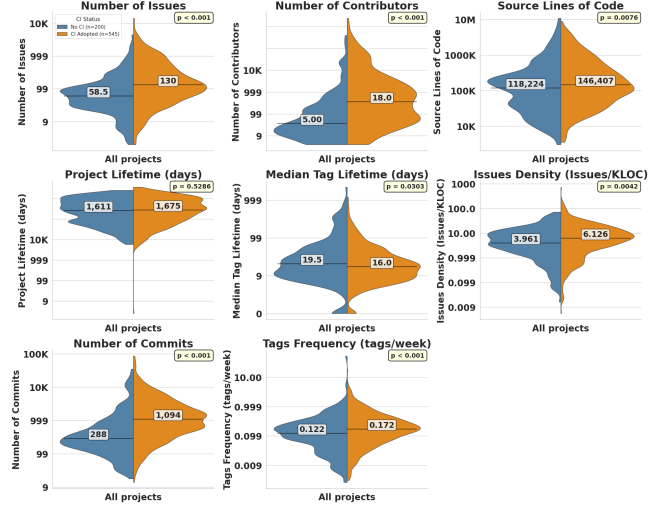 Number of Issues
p < 0.001
CI Status
No CI (n=200)
CI Adopted (n=545)
Number of Issues
10K
999
99
9
58.5
130
All projects
Number of Contributors
p < 0.001
Number of Contributors
10K
999
99
9
5.00
18.0
All projects
Source Lines of Code
p = 0.0076
Source Lines of Code
10M
1000K
100K
10K
118,224
146,407
All projects
Project Lifetime (days)
p = 0.5286
Project Lifetime (days)
10K
999
99
9
1,611
1,675
All projects
Median Tag Lifetime (days)
p = 0.0303
Median Tag Lifetime (days)
999
99
9
0
19.5
16.0
All projects
Issues Density (Issues/KLOC)
p = 0.0042
Issues Density (Issues/KLOC)
1000
100.0
10.00
0.999
0.099
0.009
3.961
6.126
All projects
Number of Commits
p < 0.001
Number of Commits
100K
10K
999
99
9
288
1,094
All projects
Tags Frequency (tags/week)
p < 0.001
Tags Frequency (tags/week)
10.00
0.999
0.099
0.009
0.122
0.172
All projects